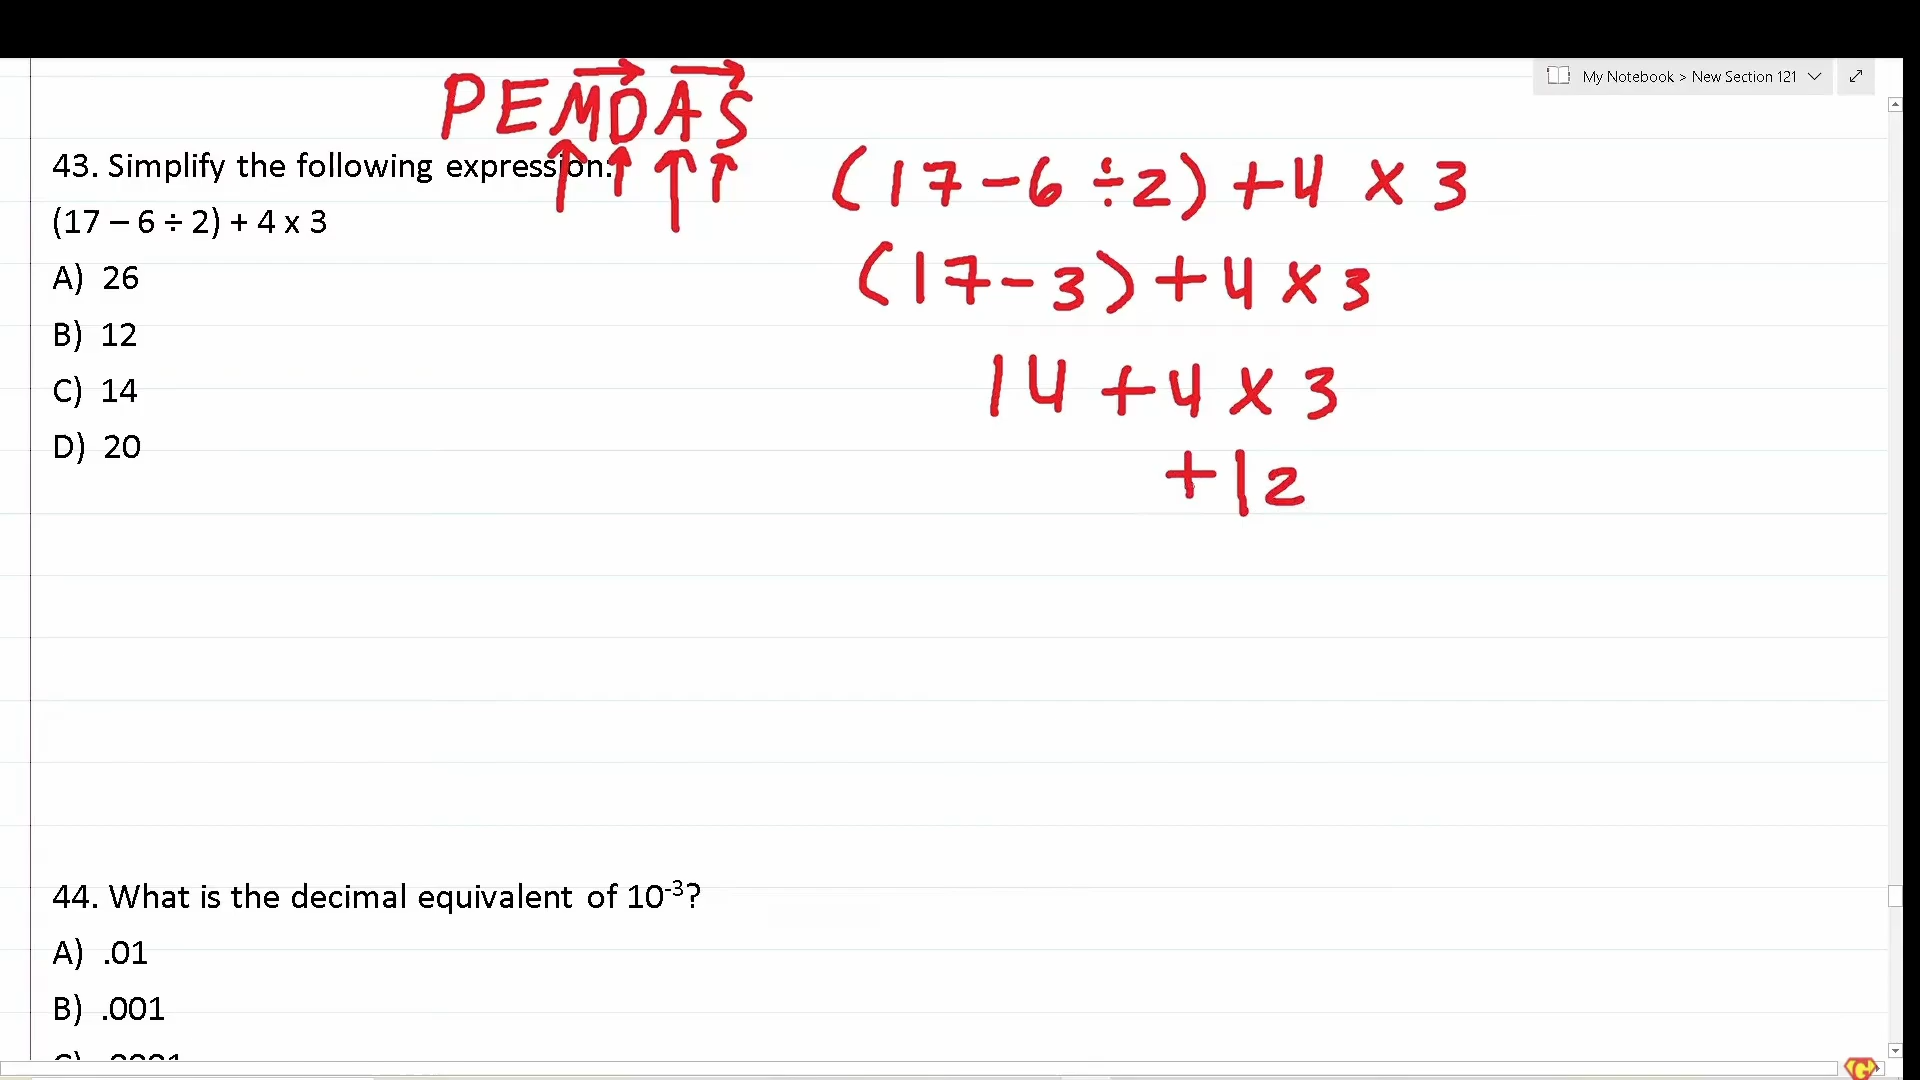 My Notebook > New Section 121
PEMDAS
43. Simplify the following expression:
(17 – 6 ÷ 2) + 4 x 3
A) 26
B) 12
C) 14
D) 20
(17 - 6 ÷ 2) + 4 x 3
(17 - 3) + 4 x 3
14 + 4 x 3
+12
44. What is the decimal equivalent of 10⁻³?
A) .01
B) .001
C) .0001
G